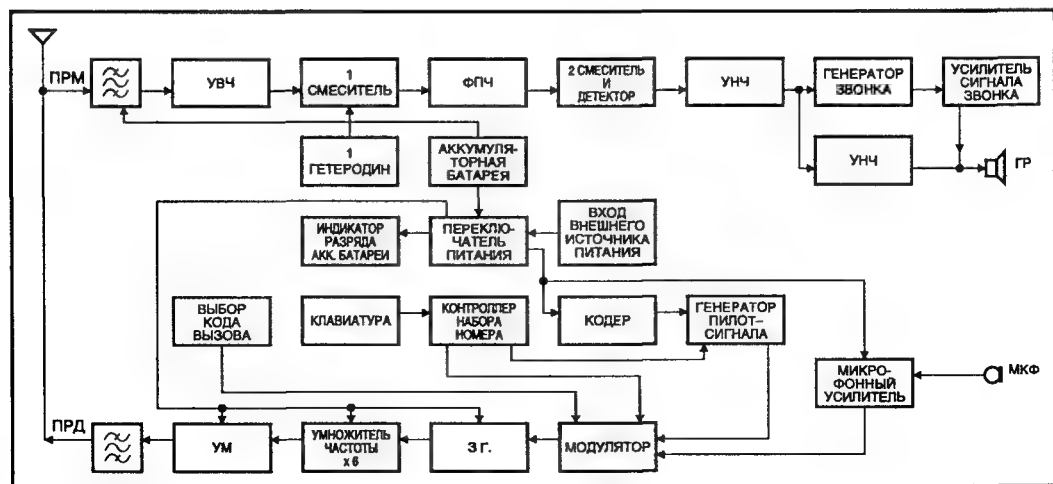 ПРМ
УВЧ
1
СМЕСИТЕЛЬ
ФПЧ
2 СМЕСИТЕЛЬ
И
ДЕТЕКТОР
УНЧ
ГЕНЕРАТОР
ЗВОНКА
УСИЛИТЕЛЬ
СИГНАЛА
ЗВОНКА
1
ГЕТЕРОДИН
АККУМУЛЯ-
ТОРНАЯ
БАТАРЕЯ
УНЧ
ГР
ИНДИКАТОР
РАЗРЯДА
АКК. БАТАРЕИ
ПЕРЕКЛЮ-
ЧАТЕЛЬ
ПИТАНИЯ
ВХОД
ВНЕШНЕГО
ИСТОЧНИКА
ПИТАНИЯ
ВЫБОР
КОДА
ВЫЗОВА
КЛАВИАТУРА
КОНТРОЛЛЕР
НАБОРА
НОМЕРА
КОДЕР
ГЕНЕРАТОР
ПИЛОТ-
СИГНАЛА
МИКРО-
ФОННЫЙ
УСИЛИТЕЛЬ
МКФ
ПРД
УМ
УМНОЖИТЕЛЬ
ЧАСТОТЫ
x 6
З Г.
МОДУЛЯТОР